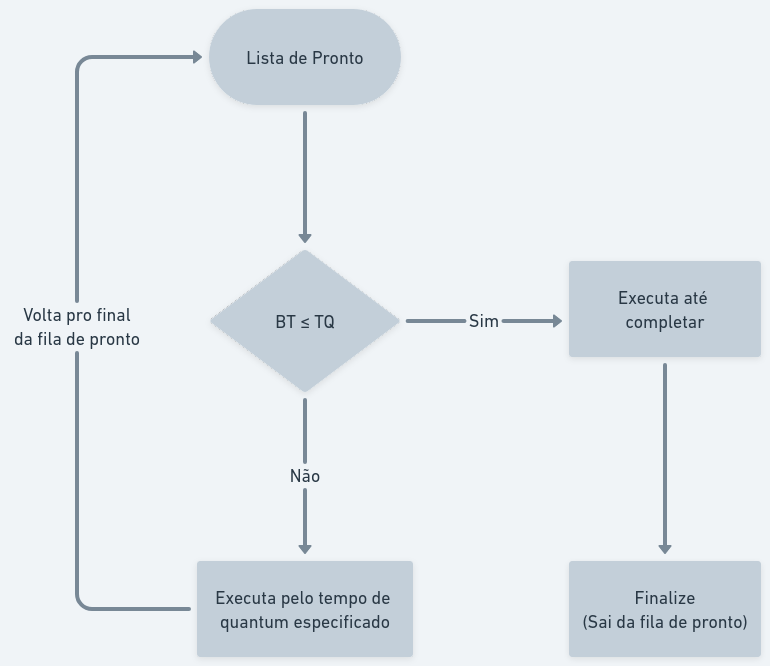 Lista de Pronto
Volta pro final
da fila de pronto
BT ≤ TQ
Sim
Executa até
completar
Não
Executa pelo tempo de
quantum especificado
Finalize
(Sai da fila de pronto)